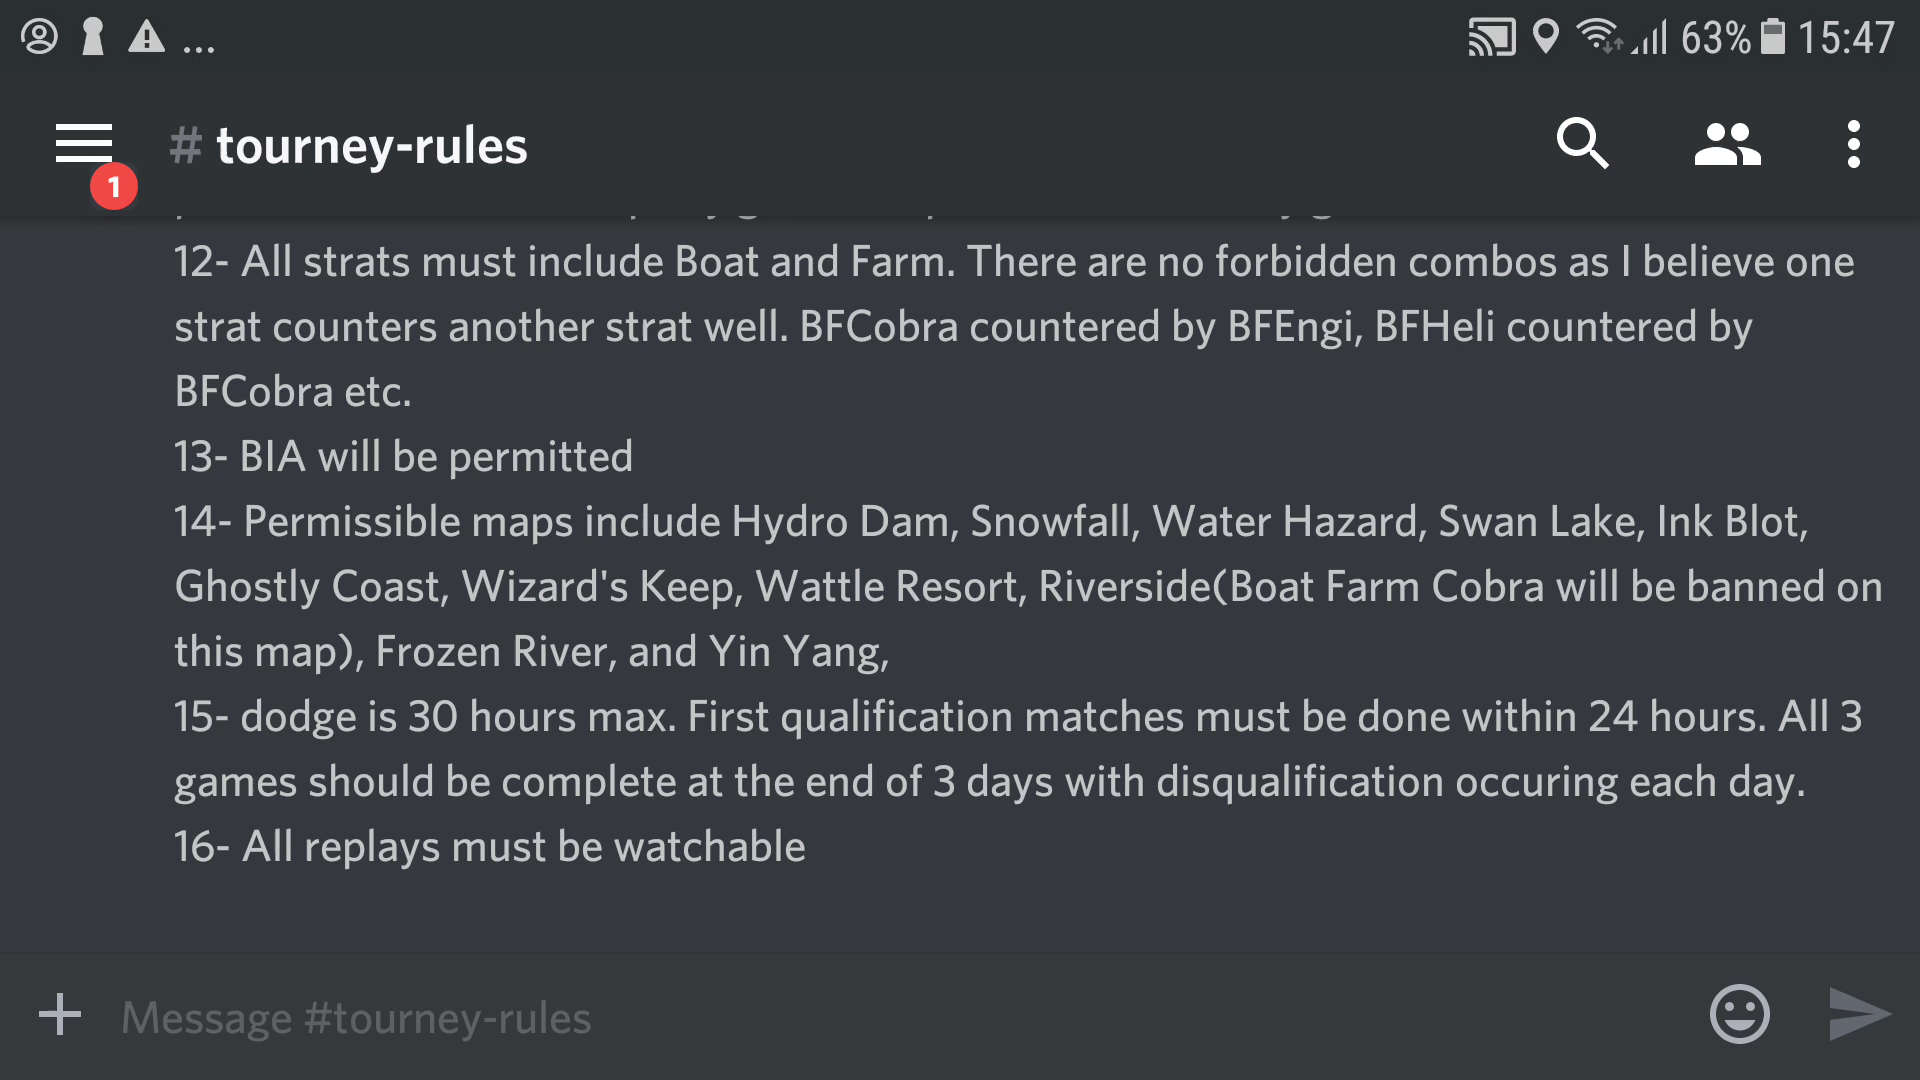 ... 63% 15:47
# tourney-rules
1
12- All strats must include Boat and Farm. There are no forbidden combos as I believe one
strat counters another strat well. BFCobra countered by BFEngi, BFHeli countered by
BFCobra etc.
13- BIA will be permitted
14- Permissible maps include Hydro Dam, Snowfall, Water Hazard, Swan Lake, Ink Blot,
Ghostly Coast, Wizard's Keep, Wattle Resort, Riverside(Boat Farm Cobra will be banned on
this map), Frozen River, and Yin Yang,
15- dodge is 30 hours max. First qualification matches must be done within 24 hours. All 3
games should be complete at the end of 3 days with disqualification occuring each day.
16- All replays must be watchable
Message #tourney-rules